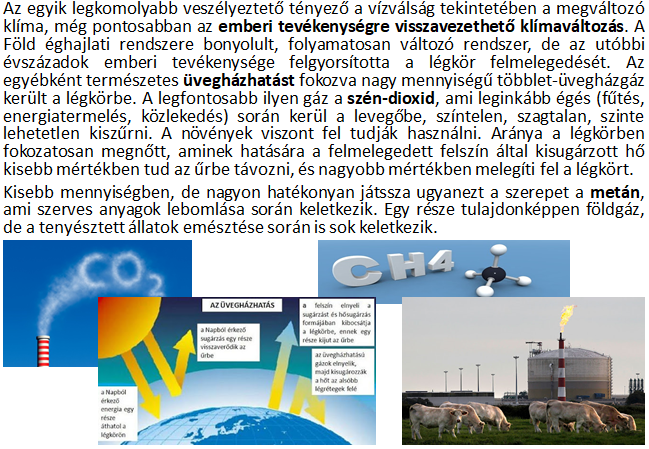 Az egyik legkomolyabb veszélyeztető tényező a vízválság tekintetében a megváltozó
klíma, még pontosabban az emberi tevékenységre visszavezethető klímaváltozás. A
Föld éghajlati rendszere bonyolult, folyamatosan változó rendszer, de az utóbbi
évszázadok emberi tevékenysége felgyorsította a légkör felmelegedését. Az
egyébként természetes üvegházhatást fokozva nagy mennyiségű többlet-üvegházgáz
került a légkörbe. A legfontosabb ilyen gáz a szén-dioxid, ami leginkább égés (fűtés,
energiatermelés, közlekedés) során kerül a levegőbe, színtelen, szagtalan, szinte
lehetetlen kiszűrni. A növények viszont fel tudják használni. Aránya a légkörben
fokozatosan megnőtt, aminek hatására a felmelegedett felszín által kisugárzott hő
kisebb mértékben tud az űrbe távozni, és nagyobb mértékben melegíti fel a légkört.
Kisebb mennyiségben, de nagyon hatékonyan játssza ugyanezt a szerepet a metán,
ami szerves anyagok lebomlása során keletkezik. Egy része tulajdonképpen földgáz,
de a tenyésztett állatok emésztése során is sok keletkezik.
CO2
CH4
AZ ÜVEGHÁZHATÁS
a Napból érkező
sugárzás egy része
visszaverődik az
űrbe
a felszín elnyeli a
sugárzást és hősugárzás
formájában kibocsátja
a légkörbe, ennek egy
része kijut az űrbe
az üvegházhatású
gázok elnyelik,
majd kisugározzák
a hőt az alsóbb
légrétegek felé
a Napból
érkező
energia egy
része
áthatol a
légkörön